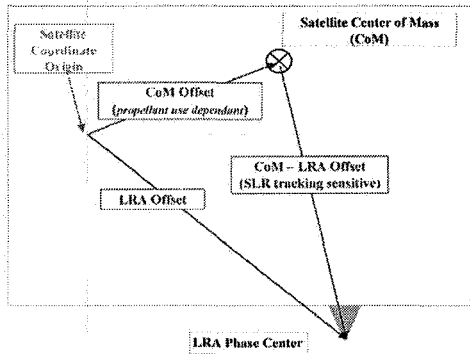 Satellite
Coordinate
Origin
Satellite Center of Mass
(CoM)
CoM Offset
(propellant use dependant)
CoM – LRA Offset
(SLR tracking sensitive)
LRA Offset
LRA Phase Center